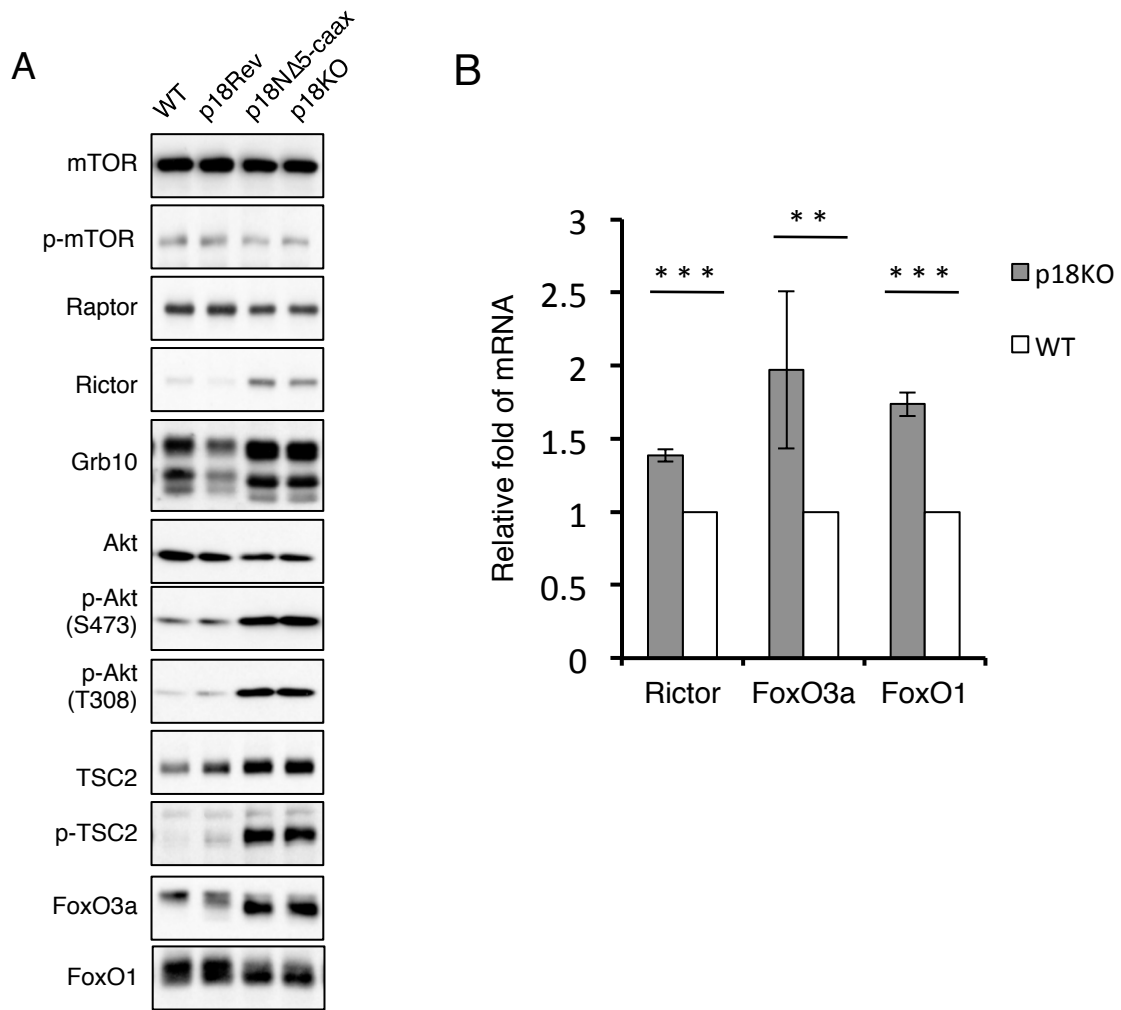 A
WT
p18Rev
p18NΔ5-caax
p18KO
mTOR
p-mTOR
Raptor
Rictor
Grb10
Akt
p-Akt
(S473)
p-Akt
(T308)
TSC2
p-TSC2
FoxO3a
FoxO1
B
Relative fold of mRNA
3
2.5
2
1.5
1
0.5
0
* * *
* *
* * *
Rictor
FoxO3a
FoxO1
p18KO
WT